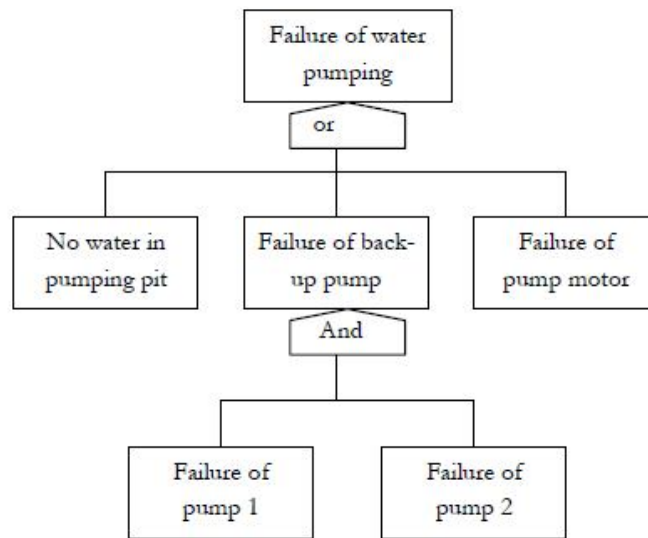 Failure of water
pumping
or
No water in
pumping pit
Failure of back-
up pump
Failure of
pump motor
And
Failure of
pump 1
Failure of
pump 2